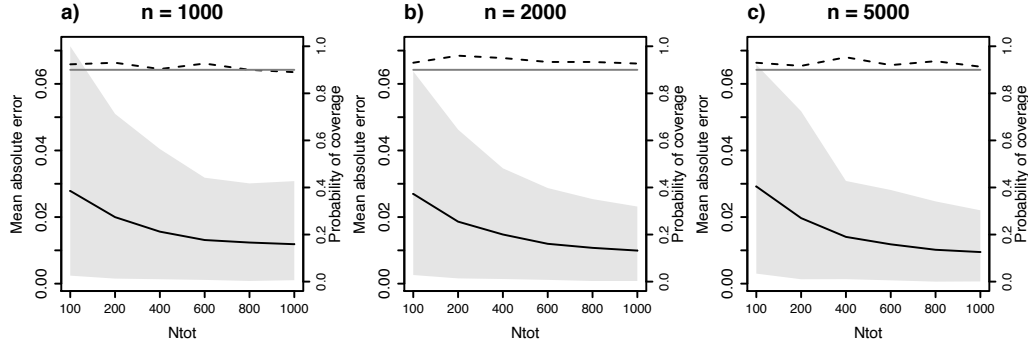 a) n = 1000
Mean absolute error
0.00 0.02 0.04 0.06
0.0 0.2 0.4 0.6 0.8 1.0
Probability of coverage
100 200 400 600 800 1000
Ntot
b) n = 2000
Mean absolute error
0.00 0.02 0.04 0.06
0.0 0.2 0.4 0.6 0.8 1.0
Probability of coverage
100 200 400 600 800 1000
Ntot
c) n = 5000
Mean absolute error
0.00 0.02 0.04 0.06
0.0 0.2 0.4 0.6 0.8 1.0
Probability of coverage
100 200 400 600 800 1000
Ntot